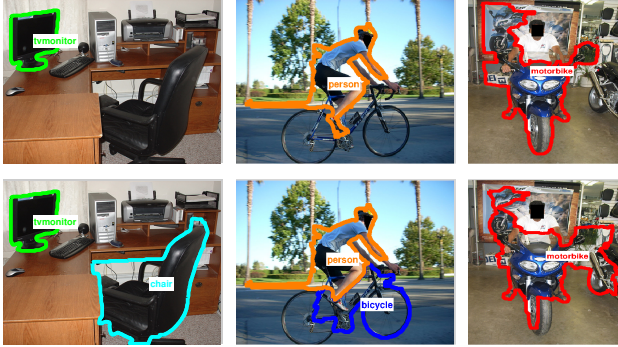 tvmonitor
person
motorbike
tvmonitor
chair
person
bicycle
motorbike